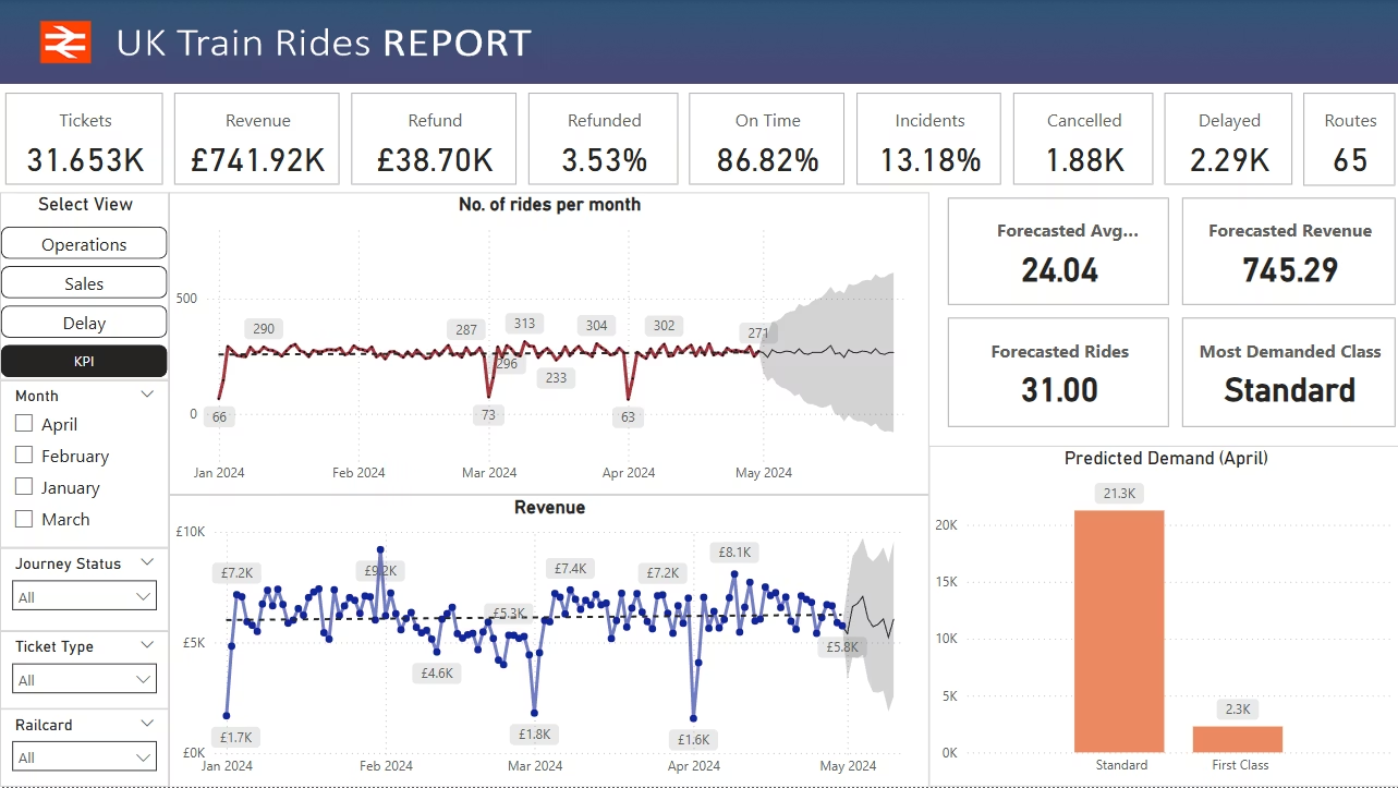 UK Train Rides REPORT
Tickets
31.653K
Revenue
£741.92K
Refund
£38.70K
Refunded
3.53%
On Time
86.82%
Incidents
13.18%
Cancelled
1.88K
Delayed
2.29K
Routes
65
Select View
Operations
Sales
Delay
KPI
Month
April
February
January
March
Journey Status
All
Ticket Type
All
Railcard
All
No. of rides per month
500
0
290
287
313
304
302
271
296
233
66
73
63
Jan 2024
Feb 2024
Mar 2024
Apr 2024
May 2024
Revenue
£10K
£5K
£0K
£7.2K
£9.2K
£7.4K
£7.2K
£8.1K
£5.3K
£4.6K
£5.8K
£1.7K
£1.8K
£1.6K
Jan 2024
Feb 2024
Mar 2024
Apr 2024
May 2024
Forecasted Avg...
24.04
Forecasted Revenue
745.29
Forecasted Rides
31.00
Most Demanded Class
Standard
Predicted Demand (April)
20K
15K
10K
5K
0K
21.3K
2.3K
Standard
First Class